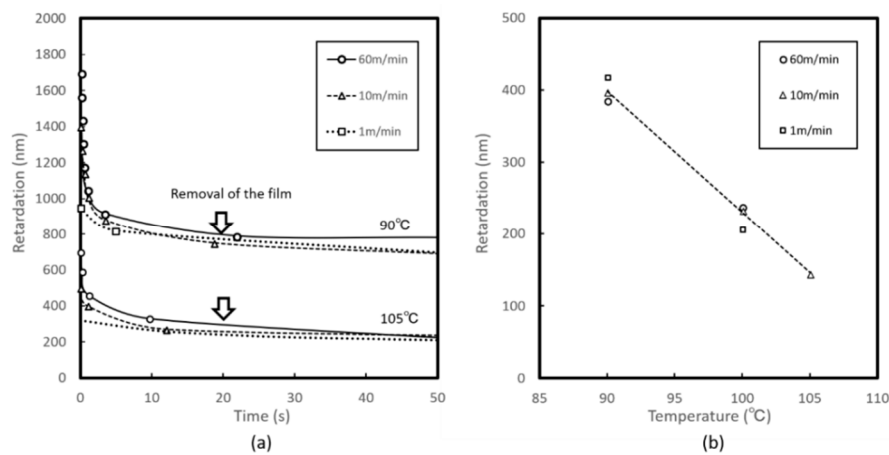 2000
1800
1600
1400
1200
1000
800
600
400
200
0
Retardation (nm)
60m/min
10m/min
1m/min
Removal of the film
90℃
105℃
0 10 20 30 40 50
Time (s)
(a)
500
400
300
200
100
0
Retardation (nm)
60m/min
10m/min
1m/min
85 90 95 100 105 110
Temperature (℃)
(b)